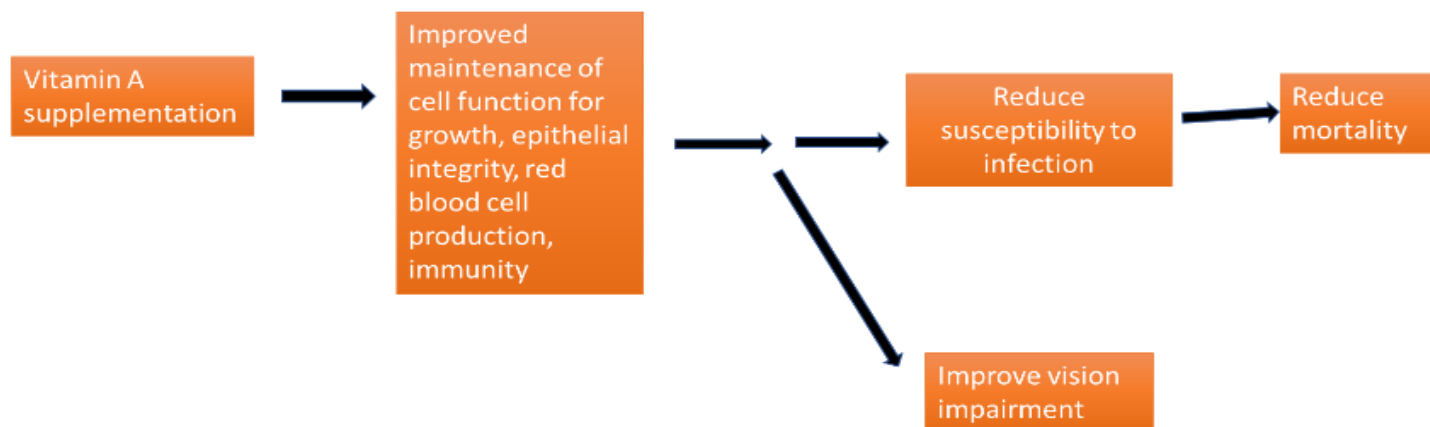 Vitamin A
supplementation
Improved
maintenance of
cell function for
growth, epithelial
integrity, red
blood cell
production,
immunity
Reduce
susceptibility to
infection
Reduce
mortality
Improve vision
impairment